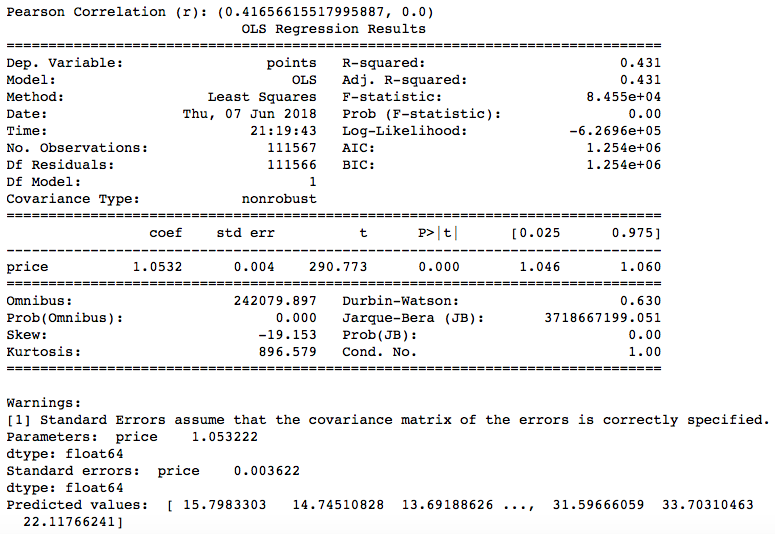 Pearson Correlation (r): (0.41656615517995887, 0.0)
OLS Regression Results
==============================================================================
Dep. Variable: points R-squared: 0.431
Model: OLS Adj. R-squared: 0.431
Method: Least Squares F-statistic: 8.455e+04
Date: Thu, 07 Jun 2018 Prob (F-statistic): 0.00
Time: 21:19:43 Log-Likelihood: -6.2696e+05
No. Observations: 111567 AIC: 1.254e+06
Df Residuals: 111566 BIC: 1.254e+06
Df Model: 1
Covariance Type: nonrobust
==============================================================================
coef std err t P>|t| [0.025 0.975]
------------------------------------------------------------------------------
price 1.0532 0.004 290.773 0.000 1.046 1.060
==============================================================================
Omnibus: 242079.897 Durbin-Watson: 0.630
Prob(Omnibus): 0.000 Jarque-Bera (JB): 3718667199.051
Skew: -19.153 Prob(JB): 0.00
Kurtosis: 896.579 Cond. No. 1.00
==============================================================================
Warnings:
[1] Standard Errors assume that the covariance matrix of the errors is correctly specified.
Parameters: price 1.053222
dtype: float64
Standard errors: price 0.003622
dtype: float64
Predicted values: [ 15.7983303 14.74510828 13.69188626 ..., 31.59666059 33.70310463
22.11766241]